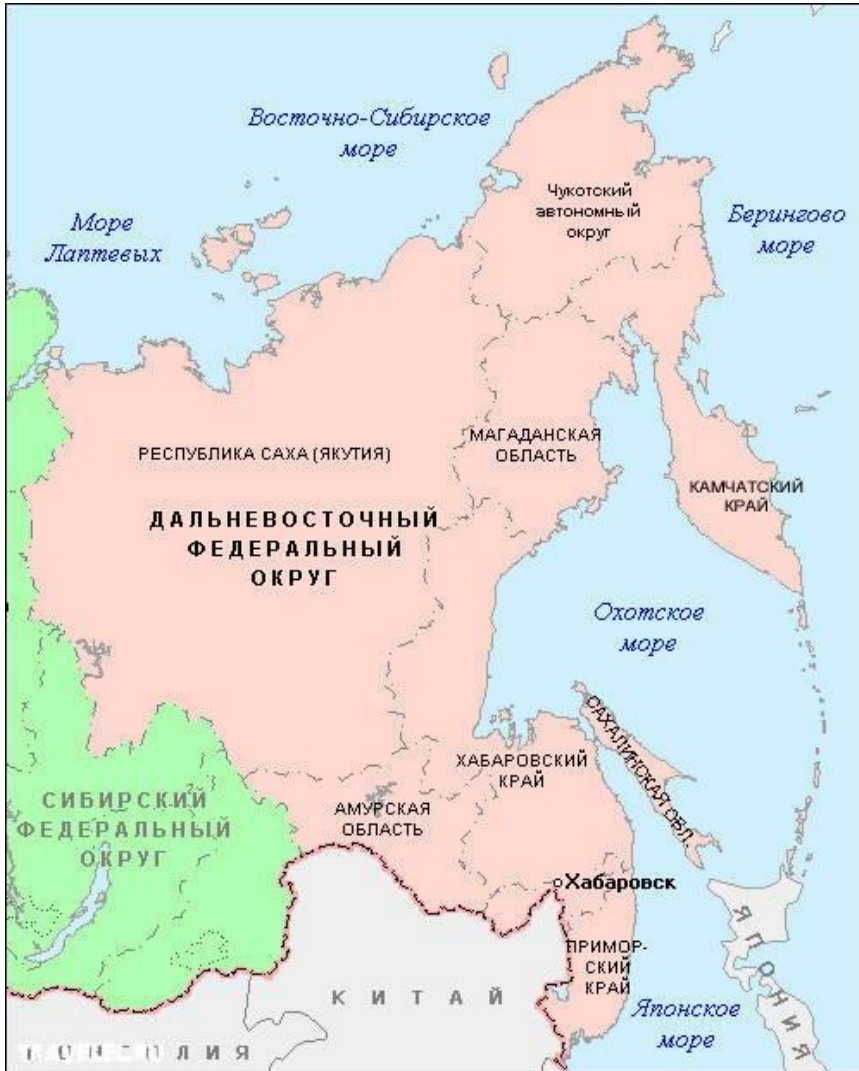 Восточно-Сибирское
море
Чукотский
автономный
округ
Море
Лаптевых
Берингово
море
РЕСПУБЛИКА САХА (ЯКУТИЯ)
МАГАДАНСКАЯ
ОБЛАСТЬ
КАМЧАТСКИЙ
КРАЙ
ДАЛЬНЕВОСТОЧНЫЙ
ФЕДЕРАЛЬНЫЙ
ОКРУГ
Охотское
море
САХАЛИНСКАЯ ОБЛ.
ХАБАРОВСКИЙ
КРАЙ
АМУРСКАЯ
ОБЛАСТЬ
СИБИРСКИЙ
ФЕДЕРАЛЬНЫЙ
ОКРУГ
Хабаровск
ПРИМОР-
СКИЙ
КРАЙ
ЯПОНИЯ
КИТАЙ
Японское
море